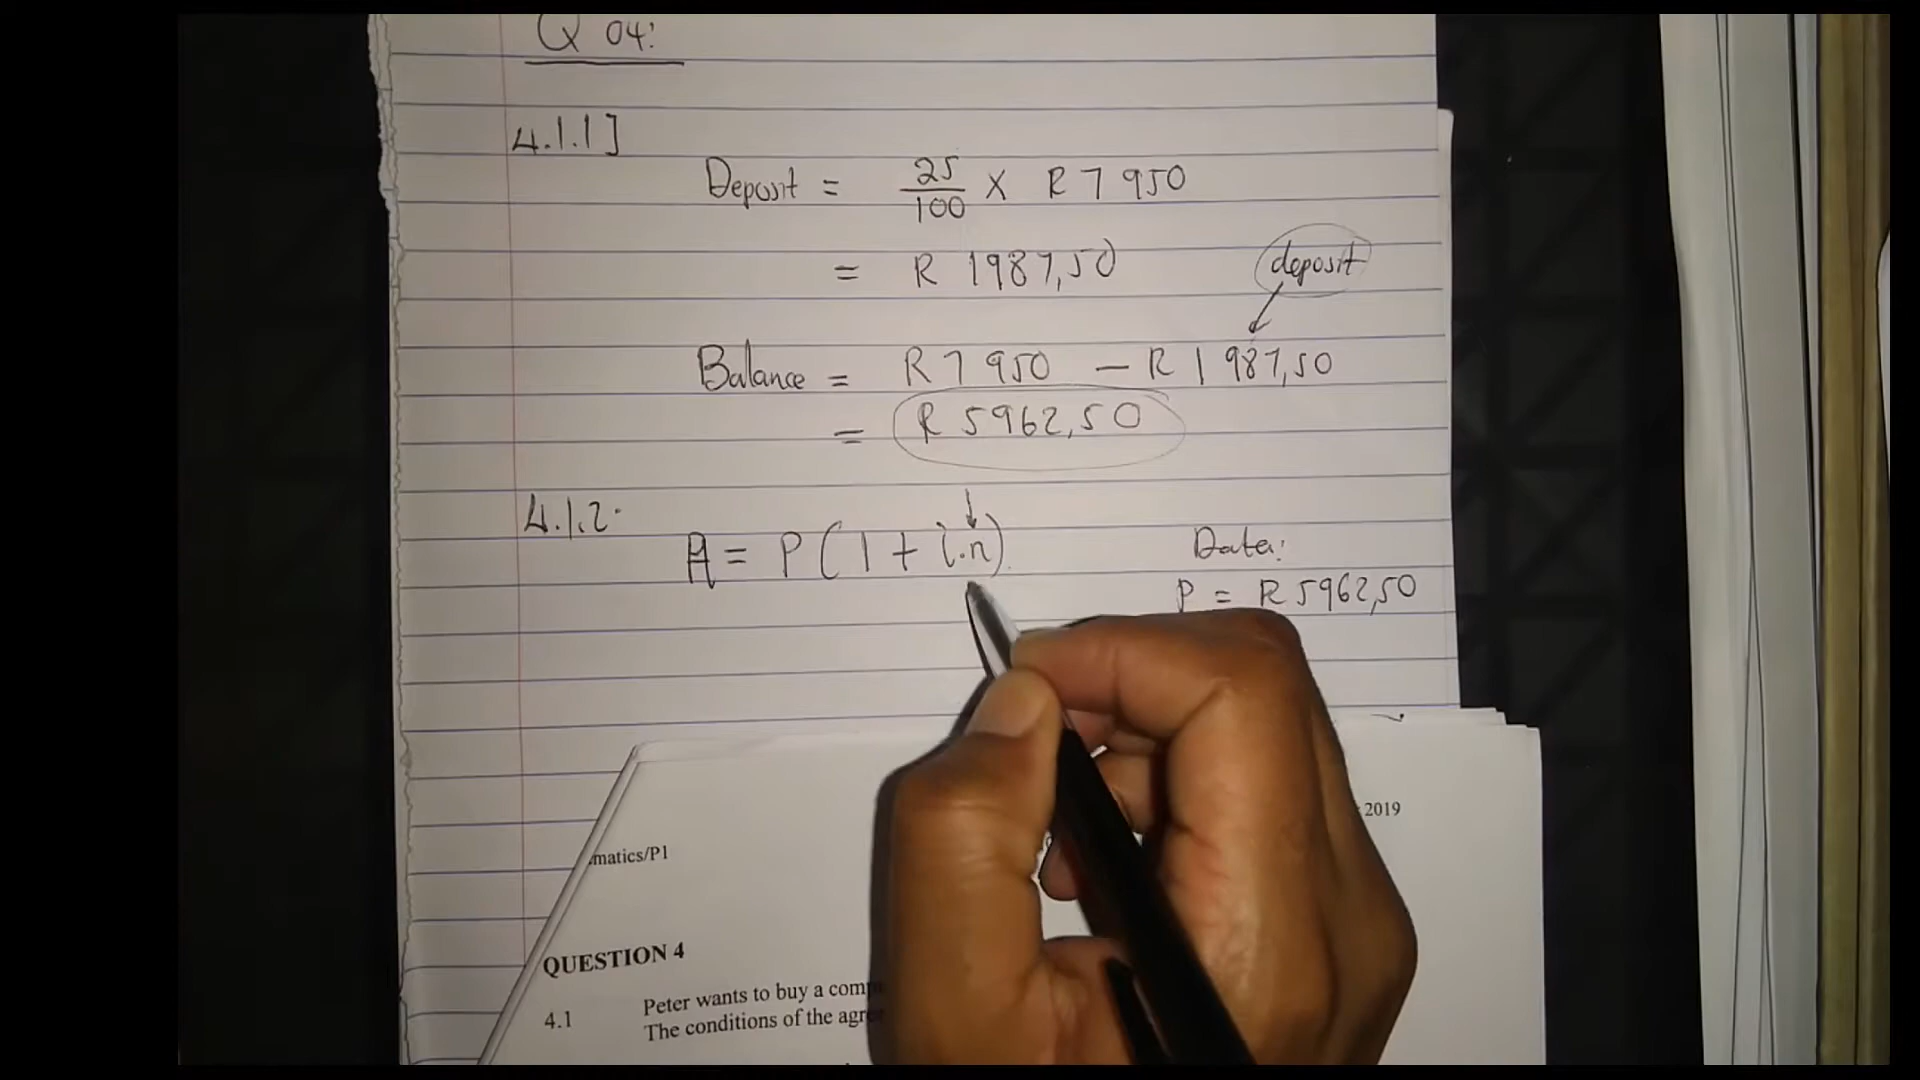 Q 04:
4.1.1]
Deposit = 25/100 × R 7 950
= R 1987,50
deposit
Balance = R 7 950 — R 1 987,50
= R 5962,50
4.1.2.
A = P(1 + i.n)
Data:
P = R 5962,50
2019
matics/P1
QUESTION 4
4.1 Peter wants to buy a comp
The conditions of the agre